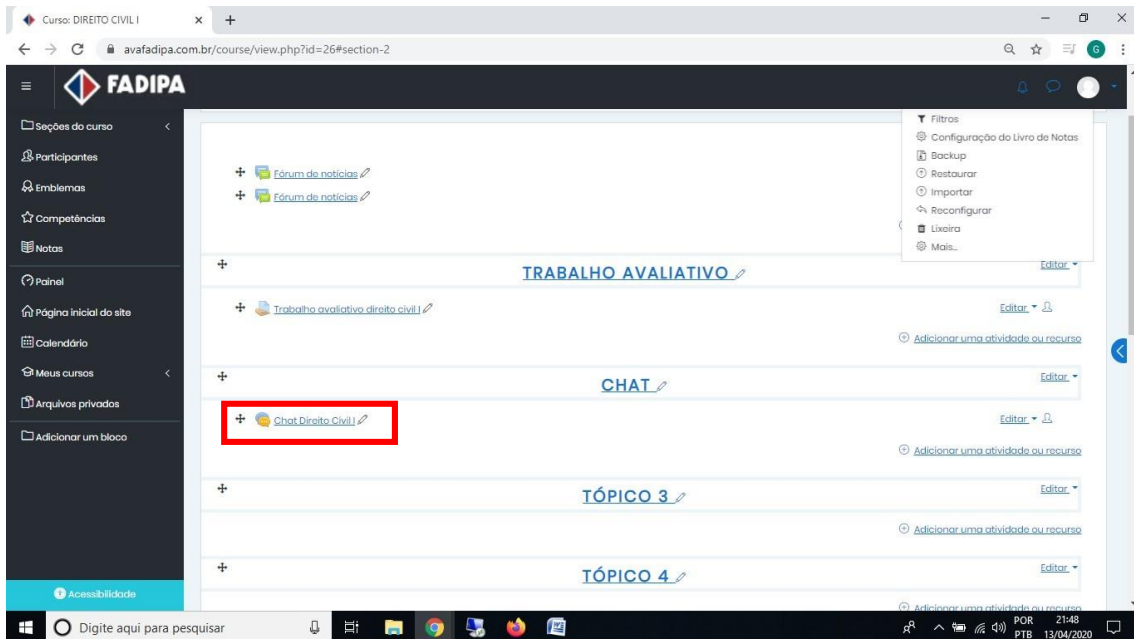 Curso: DIREITO CIVIL I
avafadipa.com.br/course/view.php?id=26#section-2
G
FADIPA
Seções do curso
Participantes
Emblemas
Competências
Notas
Painel
Página inicial do site
Calendário
Meus cursos
Arquivos privados
Adicionar um bloco
Acessibilidade
Filtros
Configuração do Livro de Notas
Backup
Restaurar
Importar
Reconfigurar
Lixeira
Mais...
Fórum de notícias
Fórum de notícias
TRABALHO AVALIATIVO
Editar
Trabalho avaliativo direito civil I
Editar
Adicionar uma atividade ou recurso
CHAT
Editar
Chat Direito Civil I
Editar
Adicionar uma atividade ou recurso
TÓPICO 3
Editar
Adicionar uma atividade ou recurso
TÓPICO 4
Editar
Adicionar uma atividade ou recurso
Digite aqui para pesquisar
POR
PTB
21:48
13/04/2020